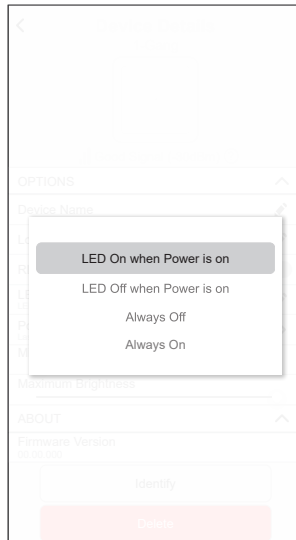 OPTIONS
Device Name
LED On when Power is on
LED Off when Power is on
Always Off
Always On
Maximum Brightness
ABOUT
Firmware Version
Identify
Delete